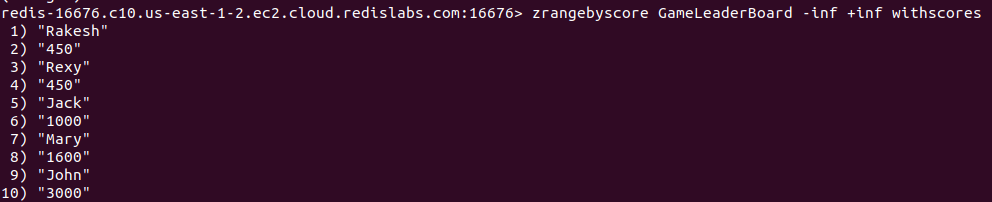 redis-16676.c10.us-east-1-2.ec2.cloud.redislabs.com:16676> zrangebyscore GameLeaderBoard -inf +inf withscores
1) "Rakesh"
2) "450"
3) "Rexy"
4) "450"
5) "Jack"
6) "1000"
7) "Mary"
8) "1600"
9) "John"
10) "3000"